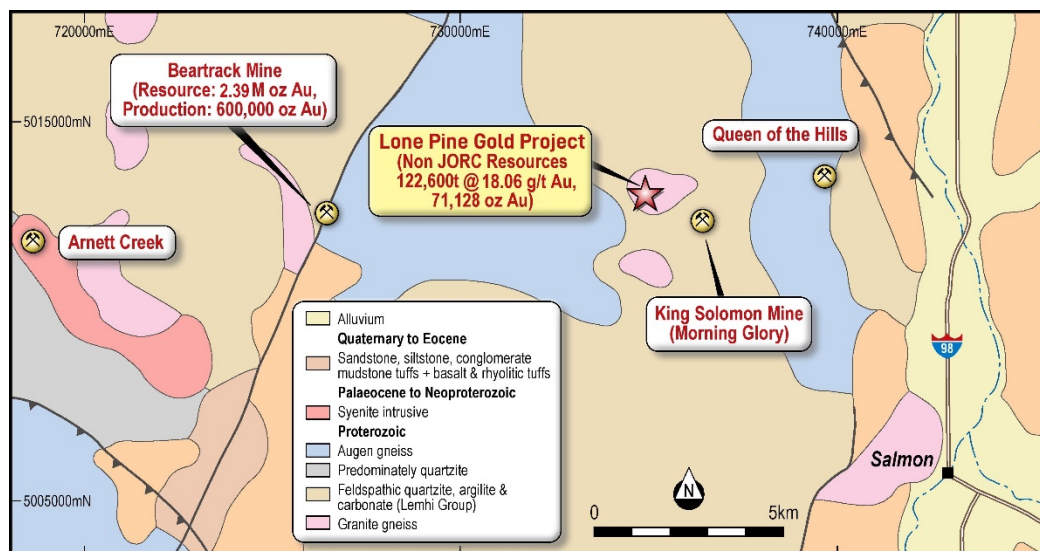 720000mE
730000mE
740000mE
5015000mN
5005000mN
Beartrack Mine
(Resource: 2.39 M oz Au,
Production: 600,000 oz Au)
Lone Pine Gold Project
(Non JORC Resources
122,600t @ 18.06 g/t Au,
71,128 oz Au)
Queen of the Hills
Arnett Creek
King Solomon Mine
(Morning Glory)
Alluvium
Quaternary to Eocene
Sandstone, siltstone, conglomerate
mudstone tuffs + basalt & rhyolitic tuffs
Palaeocene to Neoproterozoic
Syenite intrusive
Proterozoic
Augen gneiss
Predominately quartzite
Feldspathic quartzite, argilite &
carbonate (Lemhi Group)
Granite gneiss
98
Salmon
N
0
5km